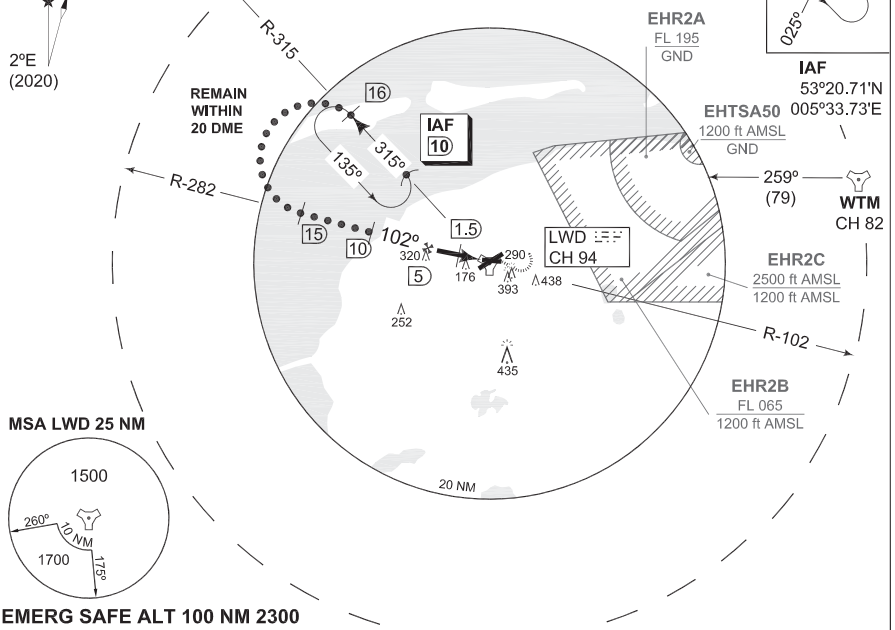 2ºE
(2020)
R-315
REMAIN
WITHIN
20 DME
16
IAF
10
315º
135º
R-282
15
10
102º
1.5
5
320
176
290
393
438
252
435
LWD
CH 94
20 NM
EHR2A
FL 195
GND
EHTSA50
1200 ft AMSL
GND
025º
IAF
53º20.71'N
005º33.73'E
259º
(79)
WTM
CH 82
EHR2C
2500 ft AMSL
1200 ft AMSL
R-102
EHR2B
FL 065
1200 ft AMSL
MSA LWD 25 NM
1500
260º
10 NM
1700
175º
EMERG SAFE ALT 100 NM 2300